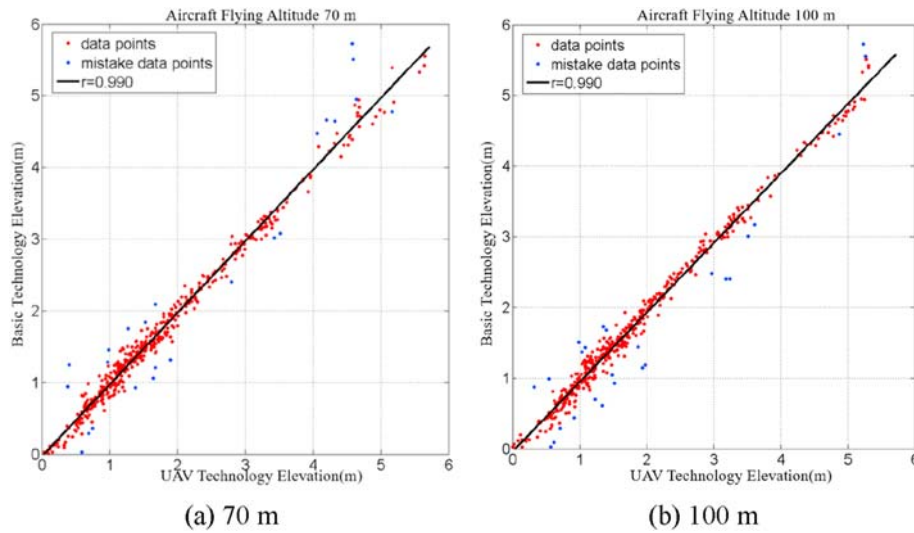 Aircraft Flying Altitude 70 m
6
5
4
3
2
1
0
data points
mistake data points
r=0.990
Basic Technology Elevation(m)
0 1 2 3 4 5 6
UAV Technology Elevation(m)
(a) 70 m
Aircraft Flying Altitude 100 m
6
5
4
3
2
1
0
data points
mistake data points
r=0.990
Basic Technology Elevation(m)
0 1 2 3 4 5 6
UAV Technology Elevation(m)
(b) 100 m